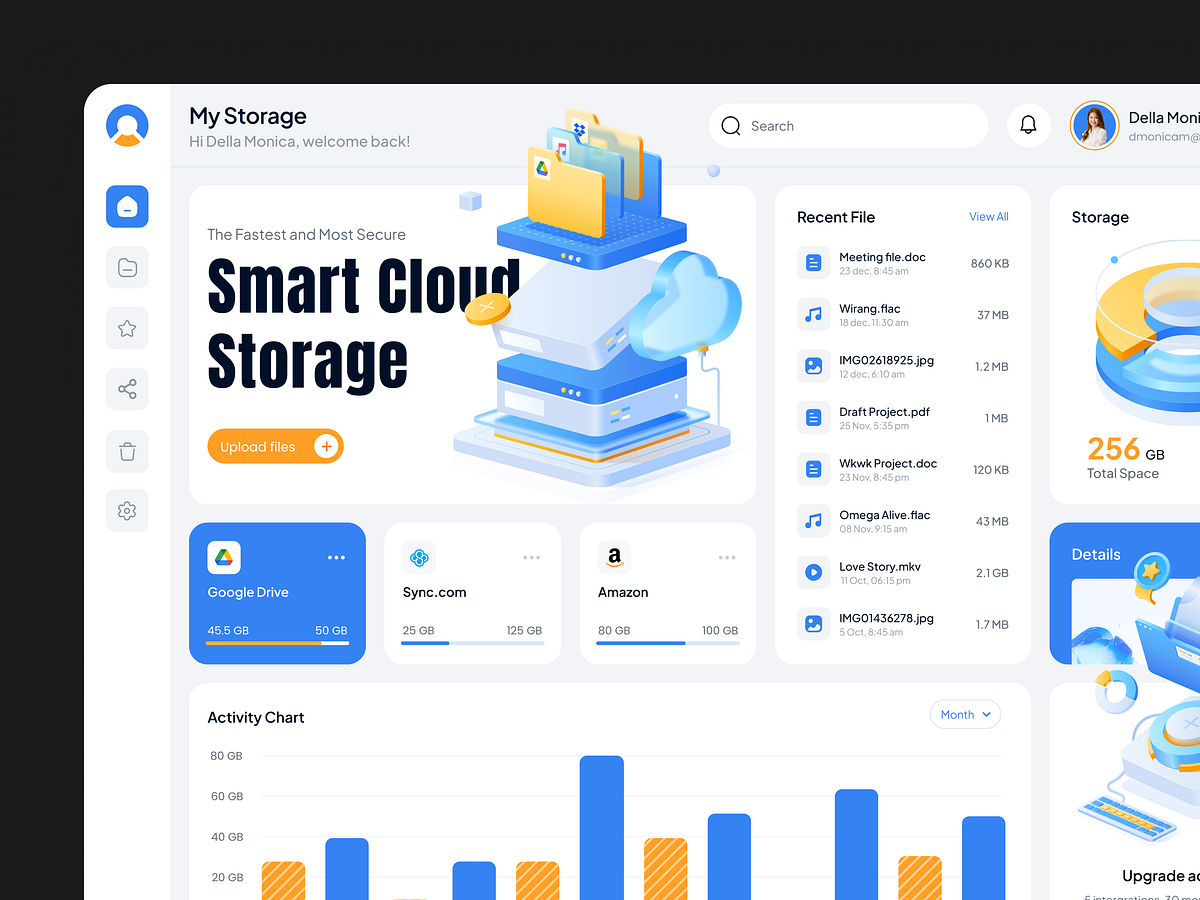 My Storage
Hi Della Monica, welcome back!
Search
Della Moni
dmonicam@
The Fastest and Most Secure
Smart Cloud
Storage
Upload files
Recent File
View All
Meeting file.doc
23 dec, 8:45 am
860 KB
Wirang.flac
18 dec, 11:30 am
37 MB
IMG02618925.jpg
12 dec, 6:10 am
1.2 MB
Draft Project.pdf
25 Nov, 5:35 pm
1 MB
Wkwk Project.doc
23 Nov, 8:45 pm
120 KB
Omega Alive.flac
08 Nov, 9:15 am
43 MB
Love Story.mkv
11 Oct, 06:15 pm
2.1 GB
IMG01436278.jpg
5 Oct, 8:45 am
1.7 MB
Storage
256 GB
Total Space
Google Drive
45.5 GB
50 GB
Sync.com
25 GB
125 GB
a
Amazon
80 GB
100 GB
Details
Activity Chart
Month
80 GB
60 GB
40 GB
20 GB
Upgrade ac